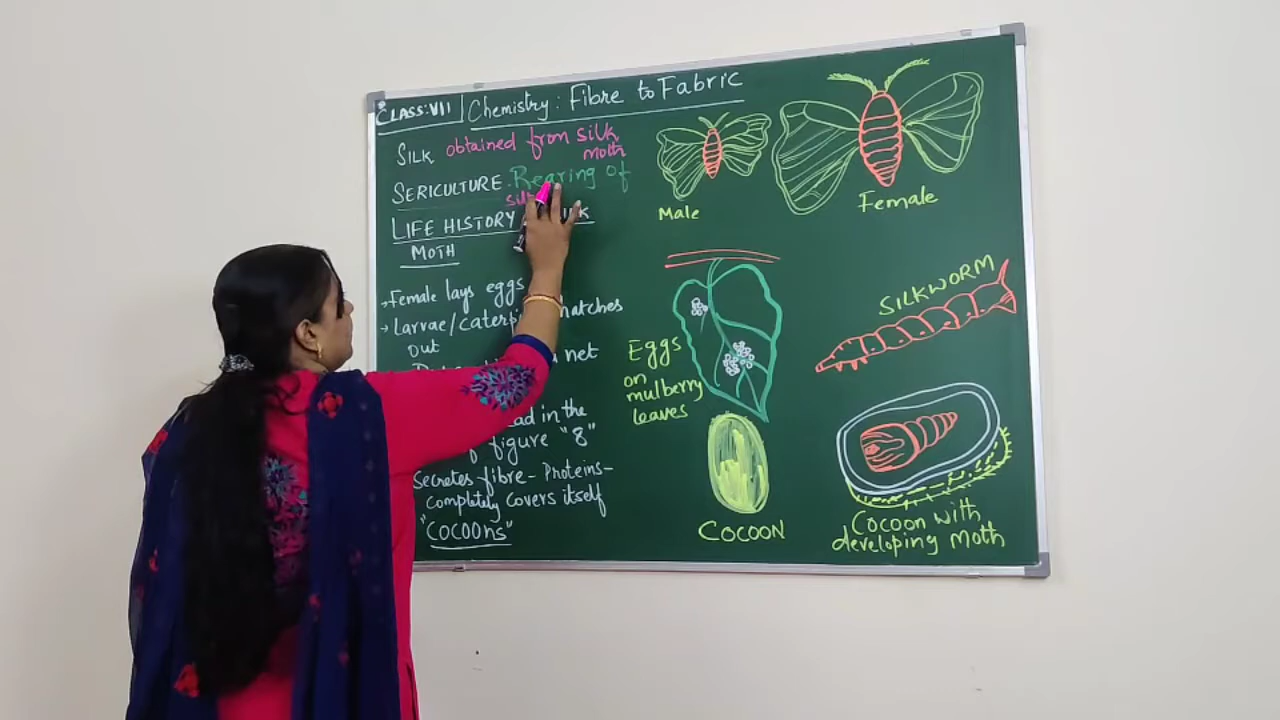 CLASS:VII Chemistry: Fibre to Fabric
SILK obtained from silk
moth
SERICULTURE. Rearing of
LIFE HISTORY
MOTH
→Female lays eggs
→Larvae/ hatches
out
net
in the
figure "8"
Secretes fibre- Proteins-
completely covers itself
"COCOOns"
Male
Female
Eggs
on
mulberry
leaves
SILKWORM
COCOON
Cocoon with
developing moth